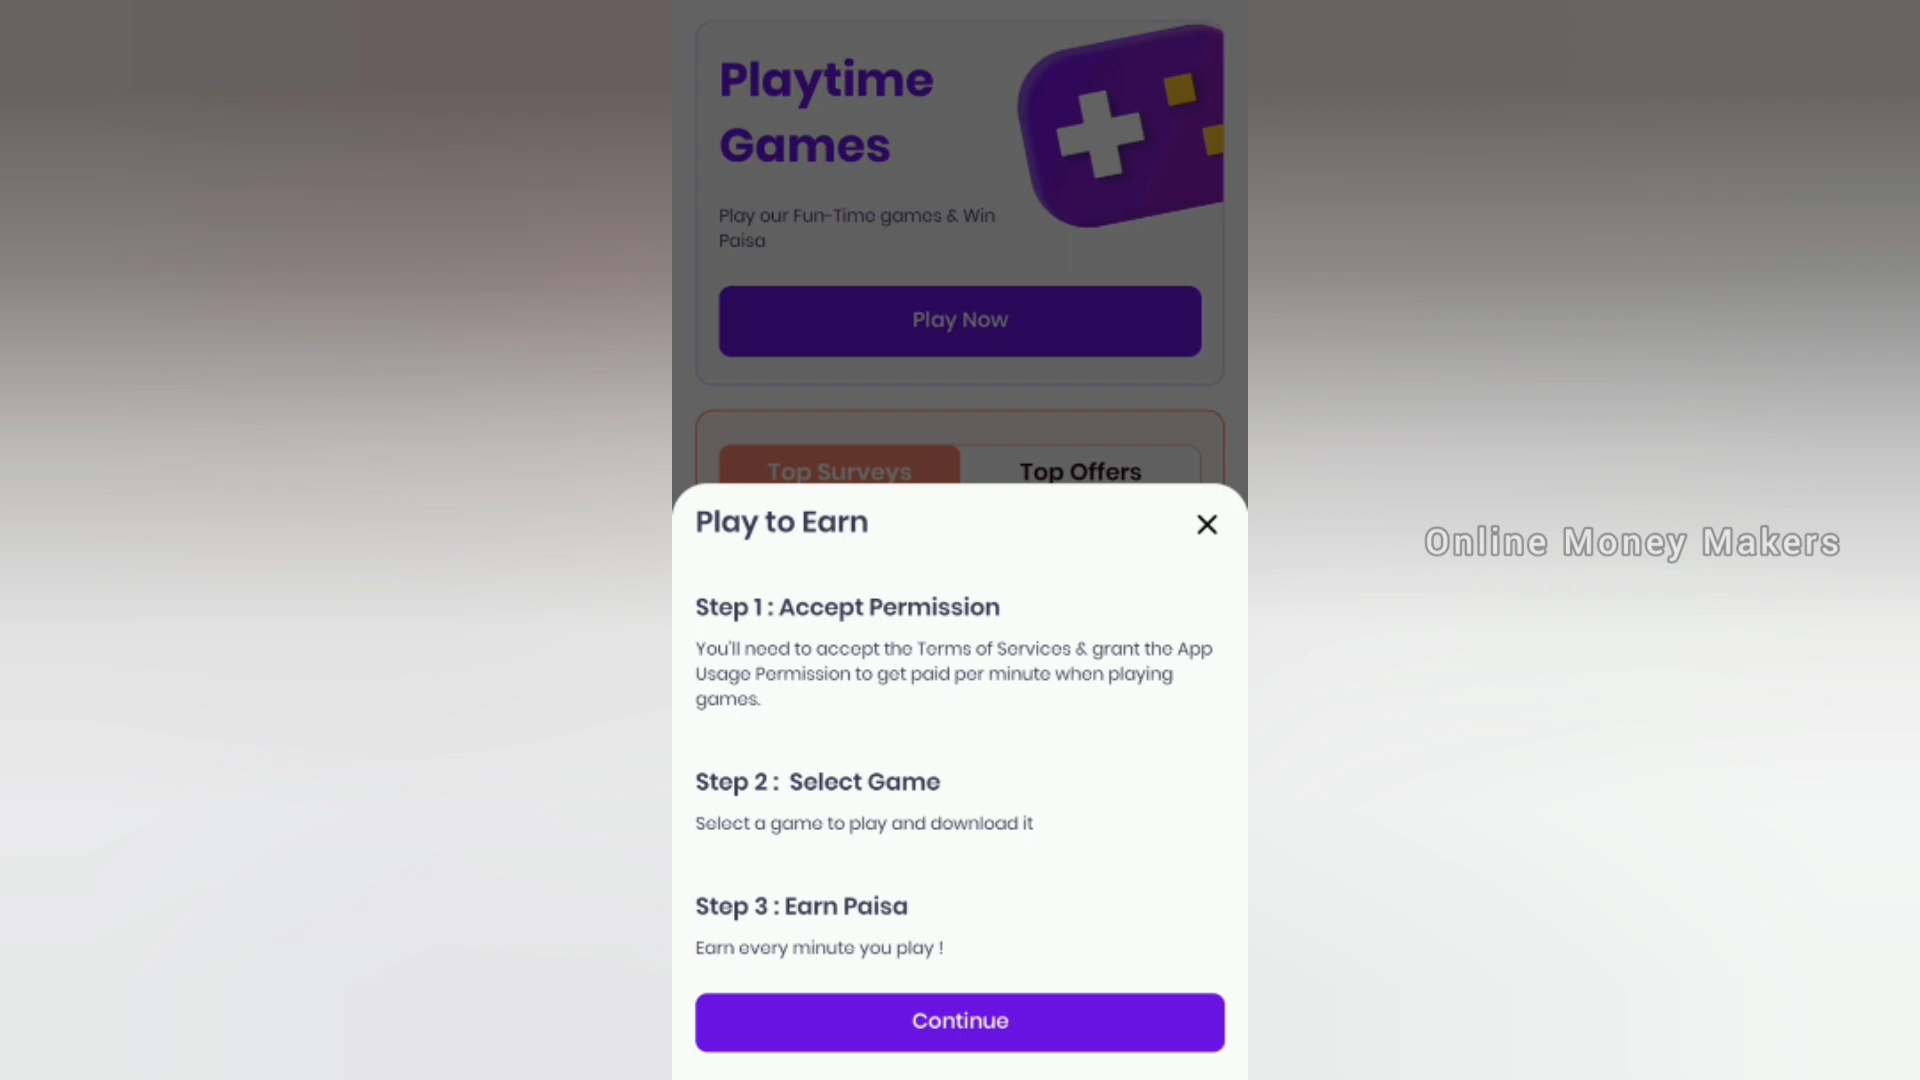 Playtime
Games
Play our Fun-Time games & Win
Paisa
Play Now
Top Surveys
Top Offers
Play to Earn
Step 1 : Accept Permission
You'll need to accept the Terms of Services & grant the App
Usage Permission to get paid per minute when playing
games.
Step 2 : Select Game
Select a game to play and download it
Step 3 : Earn Paisa
Earn every minute you play !
Continue
Online Money Makers